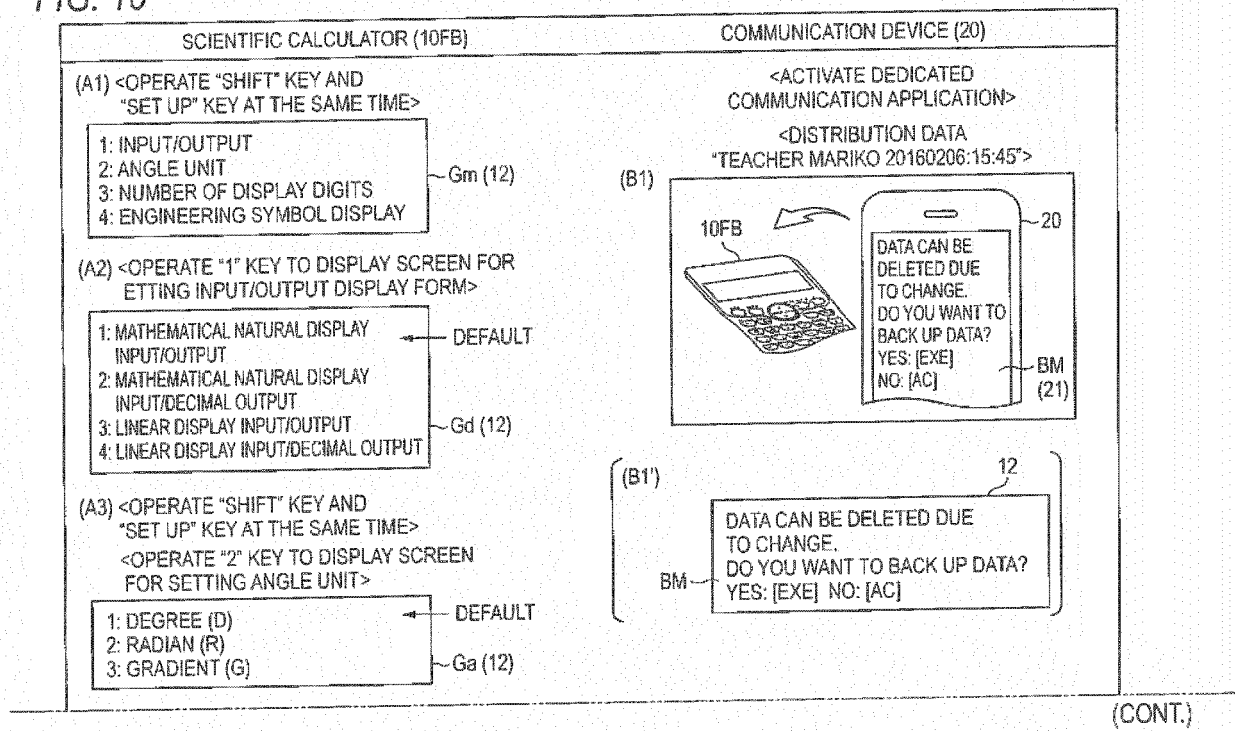 FIG. 10
SCIENTIFIC CALCULATOR (10FB)
COMMUNICATION DEVICE (20)
(A1) <OPERATE “SHIFT” KEY AND
“SET UP” KEY AT THE SAME TIME>
1: INPUT/OUTPUT
2: ANGLE UNIT
3: NUMBER OF DISPLAY DIGITS
4: ENGINEERING SYMBOL DISPLAY
Gm (12)
(A2) <OPERATE “1” KEY TO DISPLAY SCREEN FOR
ETTING INPUT/OUTPUT DISPLAY FORM>
1: MATHEMATICAL NATURAL DISPLAY
INPUT/OUTPUT
DEFAULT
2: MATHEMATICAL NATURAL DISPLAY
INPUT/DECIMAL OUTPUT
3: LINEAR DISPLAY INPUT/OUTPUT
4: LINEAR DISPLAY INPUT/DECIMAL OUTPUT
Gd (12)
(A3) <OPERATE “SHIFT” KEY AND
“SET UP” KEY AT THE SAME TIME>
<OPERATE “2” KEY TO DISPLAY SCREEN
FOR SETTING ANGLE UNIT>
1: DEGREE (D)
DEFAULT
2: RADIAN (R)
3: GRADIENT (G)
Ga (12)
<ACTIVATE DEDICATED
COMMUNICATION APPLICATION>
<DISTRIBUTION DATA
“TEACHER MARIKO 20160206:15:45”>
(B1)
10FB
20
DATA CAN BE
DELETED DUE
TO CHANGE.
DO YOU WANT TO
BACK UP DATA?
YES: [EXE]
NO: [AC]
BM
(21)
(B1')
12
DATA CAN BE DELETED DUE
TO CHANGE.
DO YOU WANT TO BACK UP DATA?
YES: [EXE] NO: [AC]
BM
(CONT.)